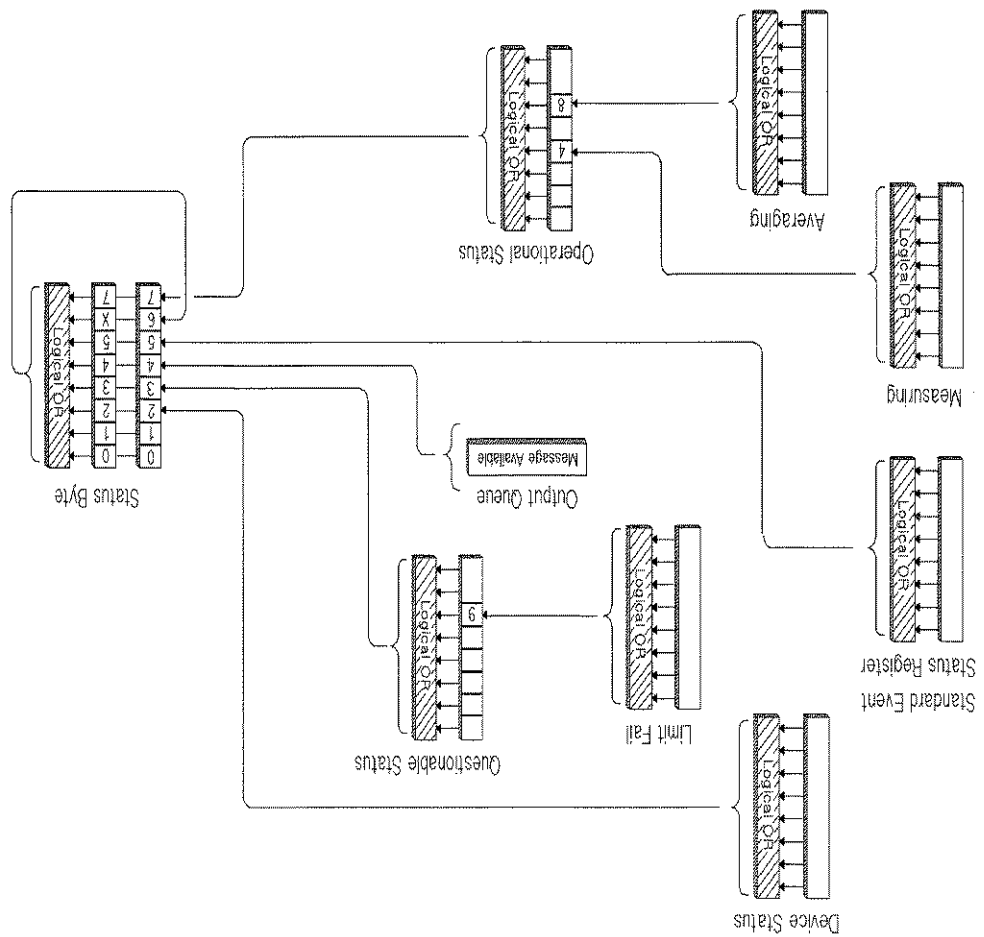 Device Status
Logical OR
Standard Event
Status Register
Logical OR
Limit Fail
Logical OR
Questionable Status
9
Logical OR
Output Queue
Message Available
Status Byte
0 0
1 1
2 2
3 3
4 4
5 5
6 X
7 7
Logical OR
Measuring
Logical OR
Averaging
Logical OR
Operational Status
4
8
Logical OR